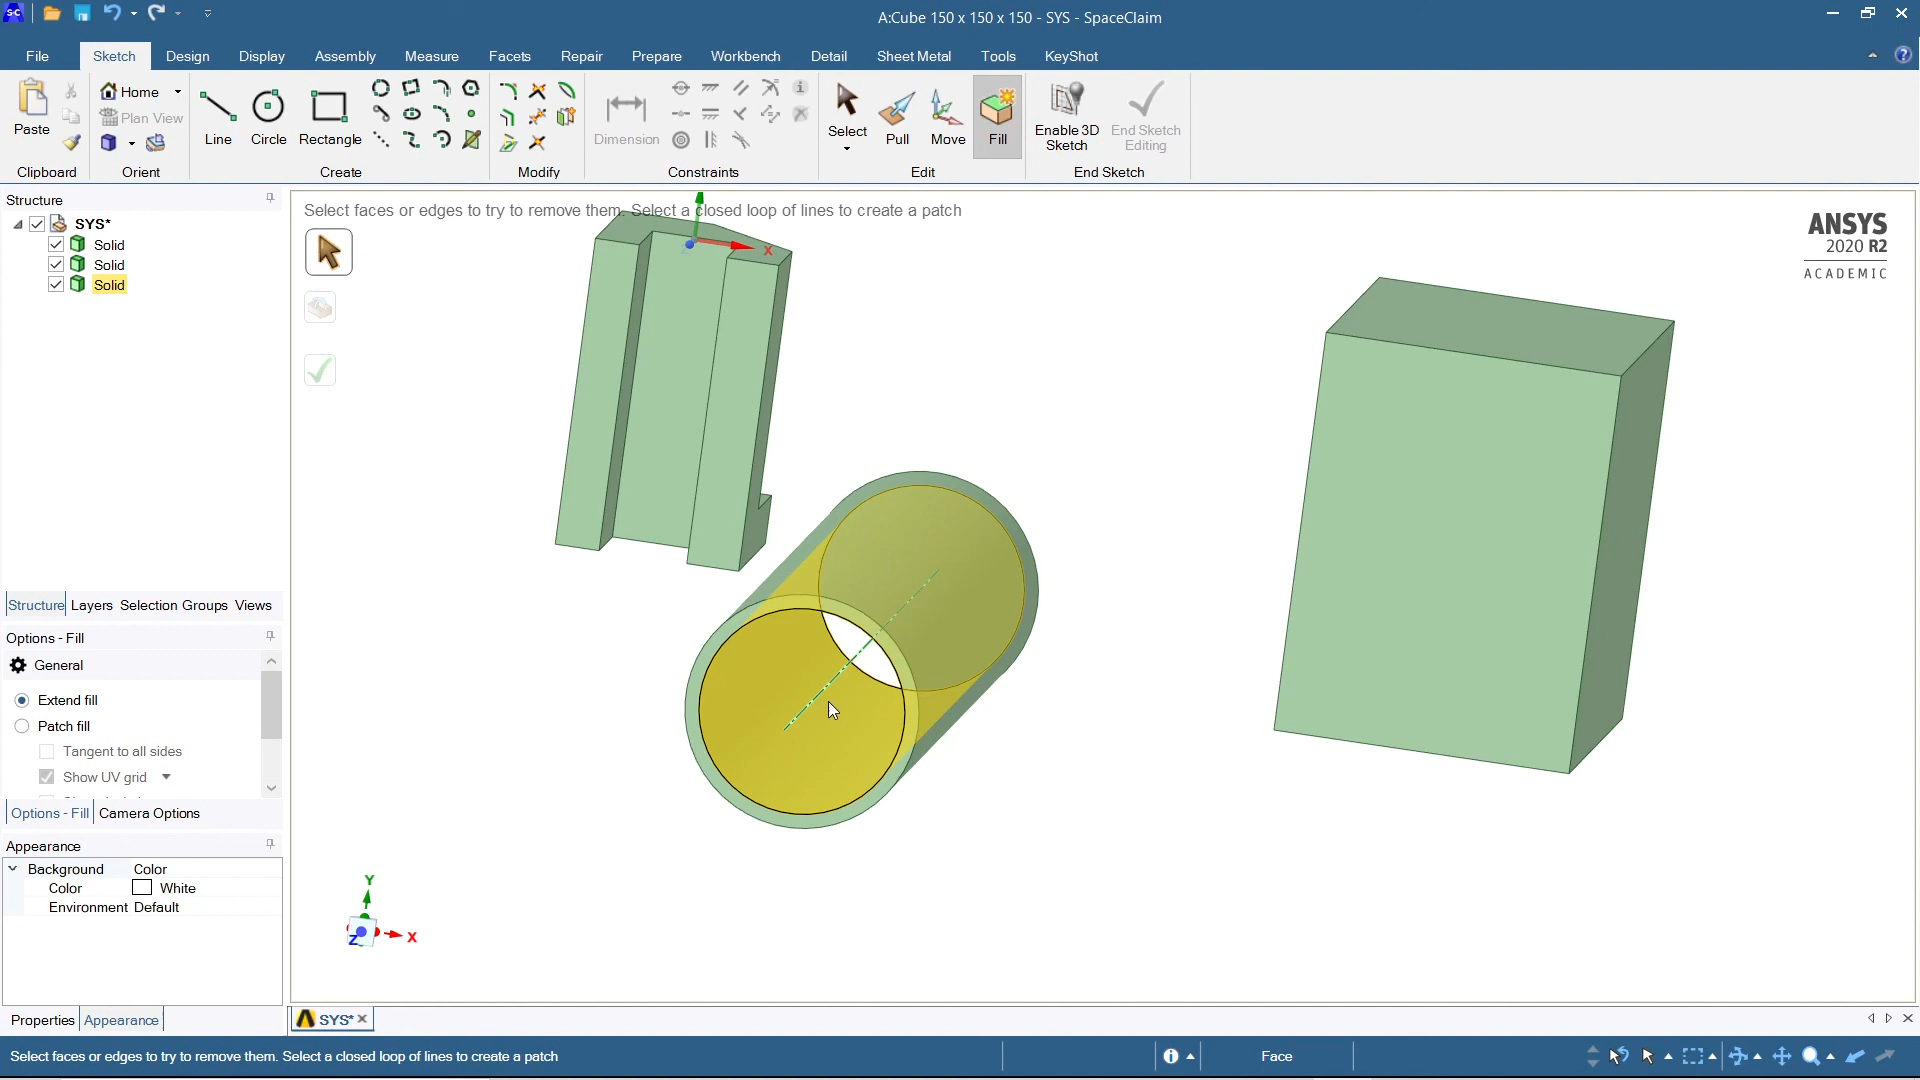 SC
A:Cube 150 x 150 x 150 - SYS - SpaceClaim
File Sketch Design Display Assembly Measure Facets Repair Prepare Workbench Detail Sheet Metal Tools KeyShot
Paste
Home
Plan View
Line
Circle
Rectangle
Dimension
Select
Pull
Move
Fill
Enable 3D
Sketch
End Sketch
Editing
Clipboard Orient Create Modify Constraints Edit End Sketch
Structure
SYS*
Solid
Solid
Solid
Structure Layers Selection Groups Views
Options - Fill
General
Extend fill
Patch fill
Tangent to all sides
Show UV grid
Options - Fill Camera Options
Appearance
Background Color
Color White
Environment Default
Properties Appearance
Select faces or edges to try to remove them. Select a closed loop of lines to create a patch
X
ANSYS
2020 R2
ACADEMIC
Y
Z
X
SYS*
Select faces or edges to try to remove them. Select a closed loop of lines to create a patch
Face